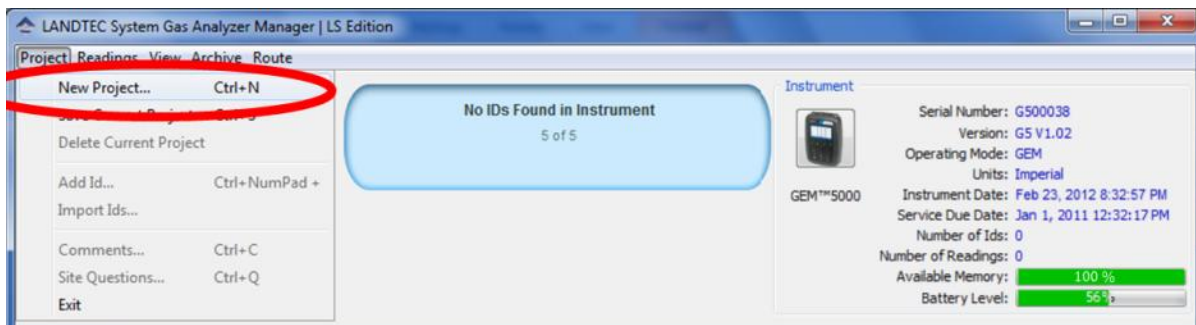 LANDTEC System Gas Analyzer Manager | LS Edition
Project Readings View Archive Route
New Project... Ctrl+N
Save Current Project Ctrl+S
Delete Current Project
Add Id... Ctrl+NumPad +
Import Ids...
Comments... Ctrl+C
Site Questions... Ctrl+Q
Exit
No IDs Found in Instrument
5 of 5
Instrument
GEM™5000
Serial Number: G500038
Version: G5 V1.02
Operating Mode: GEM
Units: Imperial
Instrument Date: Feb 23, 2012 8:32:57 PM
Service Due Date: Jan 1, 2011 12:32:17 PM
Number of Ids: 0
Number of Readings: 0
Available Memory: 100 %
Battery Level: 56%